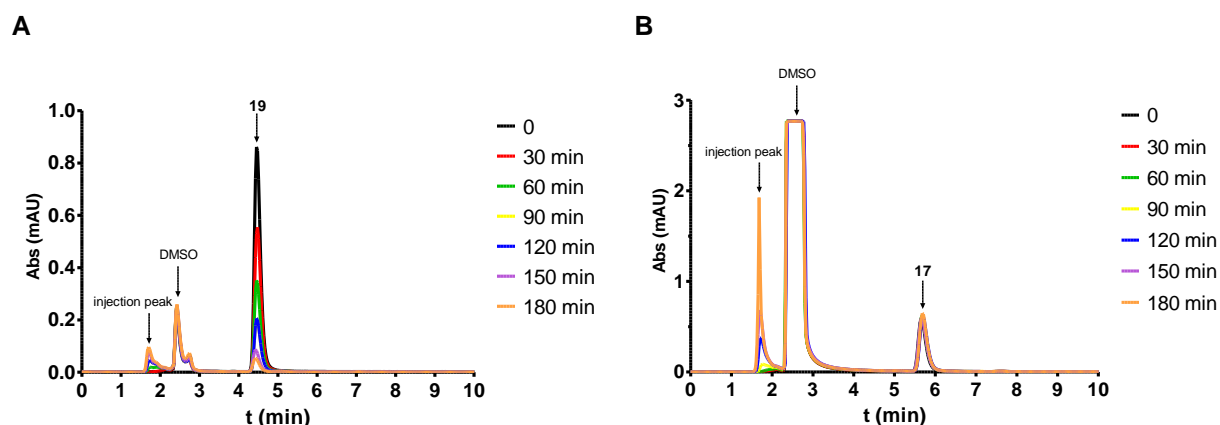 A
1.0
0.8
0.6
0.4
0.2
0.0
Abs (mAU)
0 1 2 3 4 5 6 7 8 9 10
t (min)
injection peak
DMSO
19
0
30 min
60 min
90 min
120 min
150 min
180 min
B
3
2
1
0
Abs (mAU)
0 1 2 3 4 5 6 7 8 9 10
t (min)
injection peak
DMSO
17
0
30 min
60 min
90 min
120 min
150 min
180 min